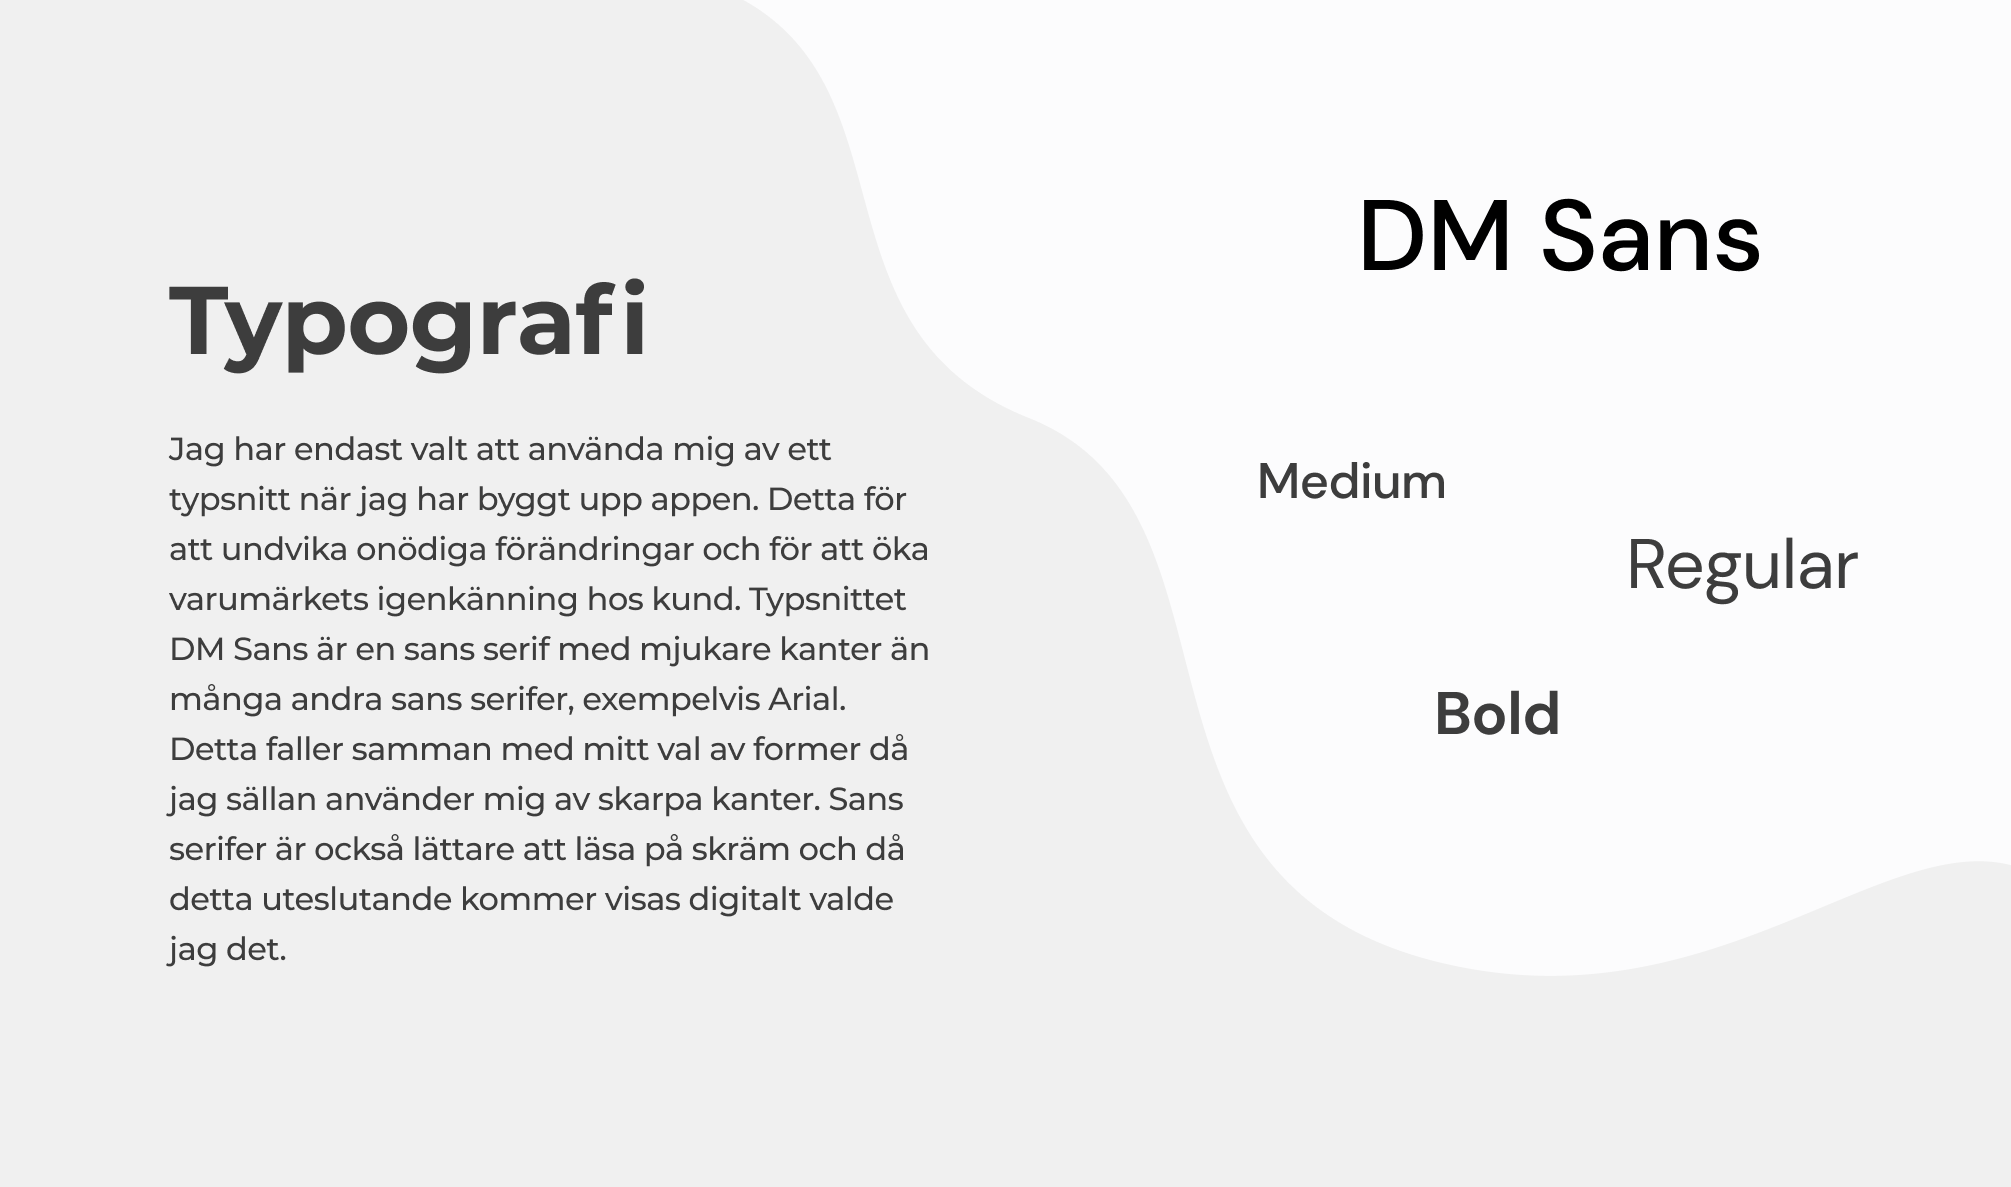 Typografi
Jag har endast valt att använda mig av ett
typsnitt när jag har byggt upp appen. Detta för
att undvika onödiga förändringar och för att öka
varumärkets igenkänning hos kund. Typsnittet
DM Sans är en sans serif med mjukare kanter än
många andra sans serifer, exempelvis Arial.
Detta faller samman med mitt val av former då
jag sällan använder mig av skarpa kanter. Sans
serifer är också lättare att läsa på skräm och då
detta uteslutande kommer visas digitalt valde
jag det.
DM Sans
Medium
Regular
Bold